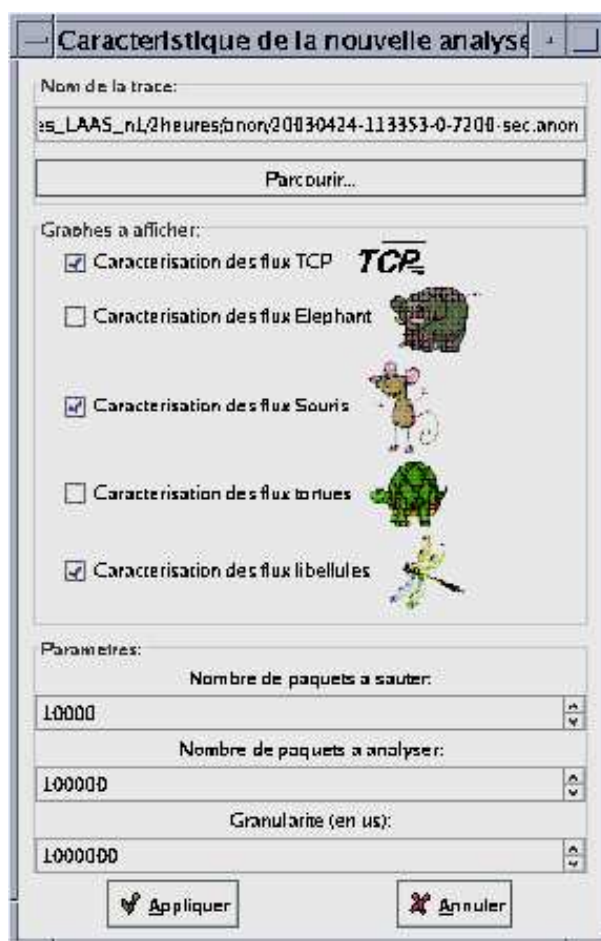 Caracteristique de la nouvelle analyse
Nom de la trace:
es_LAAS_n1/2heures/anon/20030424-113353-0-7200-sec.anon
Parcourir...
Graphes a afficher:
Caracterisation des flux TCP
TCP
Caracterisation des flux Elephant
Caracterisation des flux Souris
Caracterisation des flux tortues
Caracterisation des flux libellules
Parametres:
Nombre de paquets a sauter:
10000
Nombre de paquets a analyser:
100000
Granularite (en us):
1000000
Appliquer
Annuler